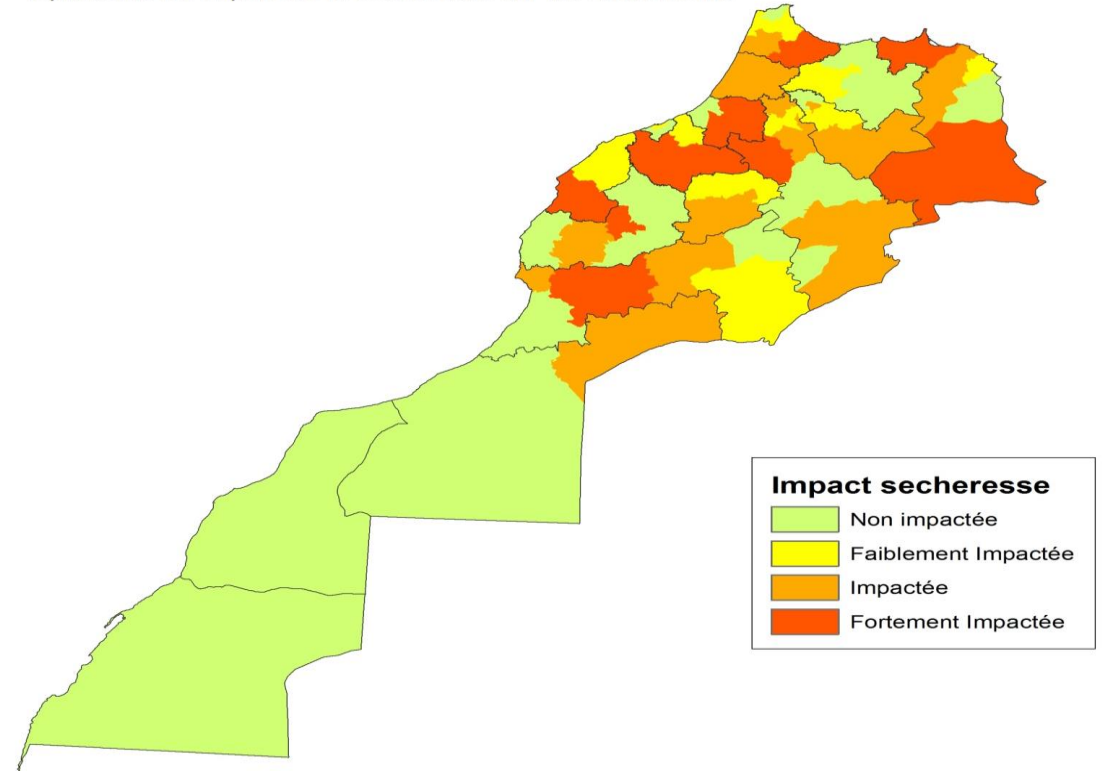 Impact secheresse
Non impactée
Faiblement Impactée
Impactée
Fortement Impactée